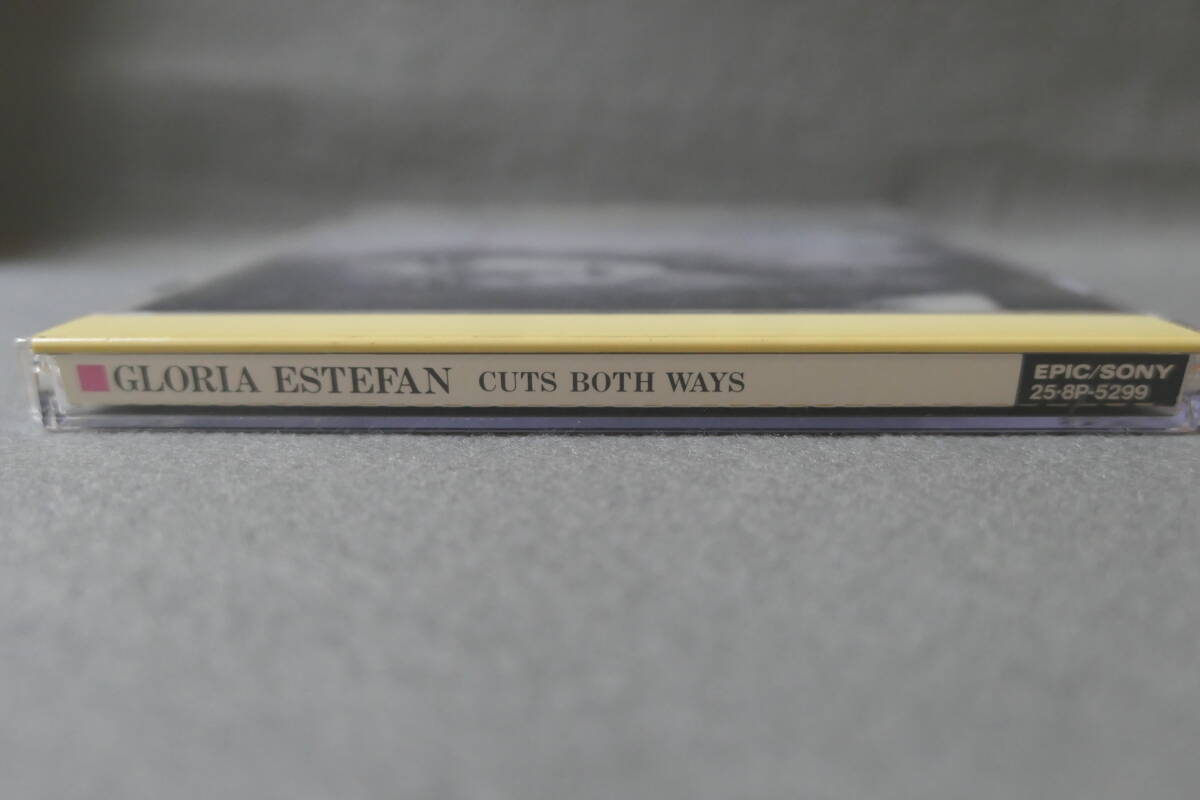 GLORIA ESTEFAN CUTS BOTH WAYS
EPIC/SONY
25·8P-5299